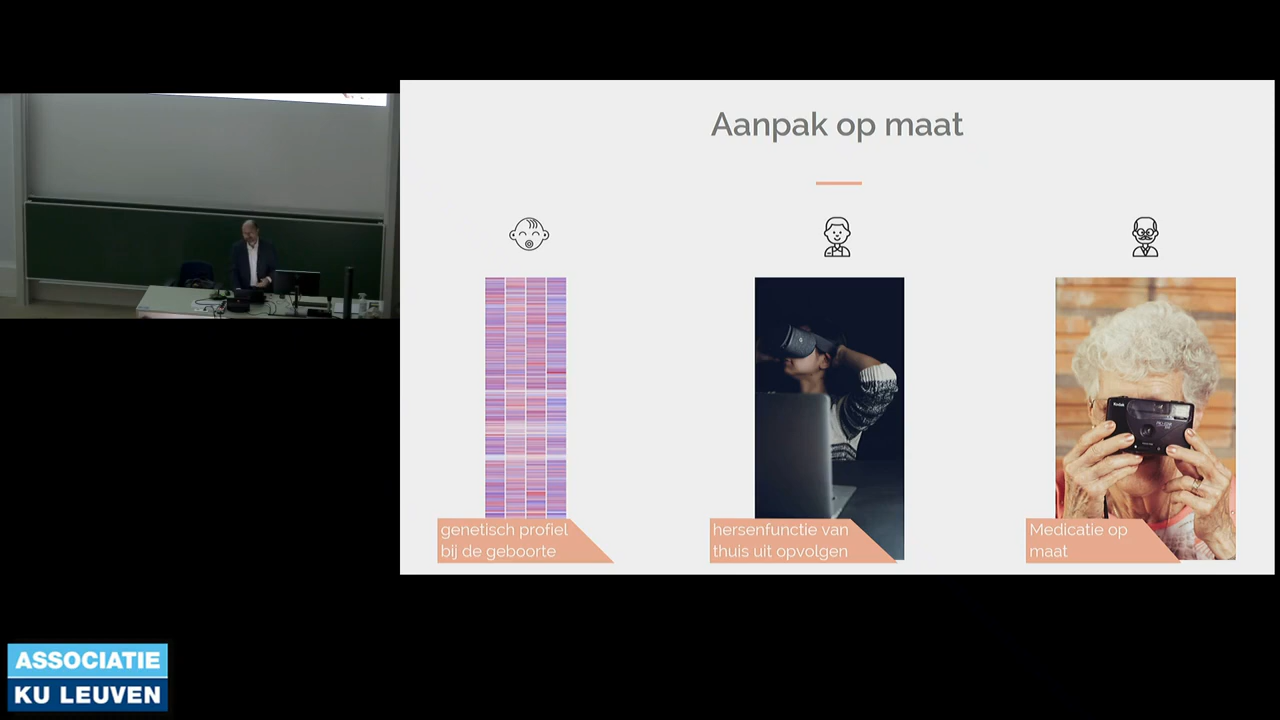 Aanpak op maat
genetisch profiel
bij de geboorte
hersenfunctie van
thuis uit opvolgen
Medicatie op
maat
Kodak
ASSOCIATIE
KU LEUVEN